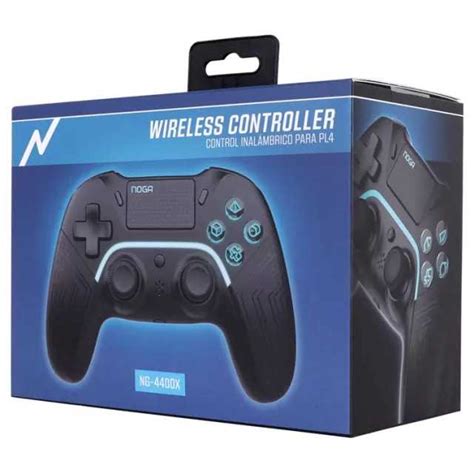 WIRELESS CONTROLLER
CONTROL INALÁMBRICO PARA PL4
NOGA
NG-4400X
NOGA